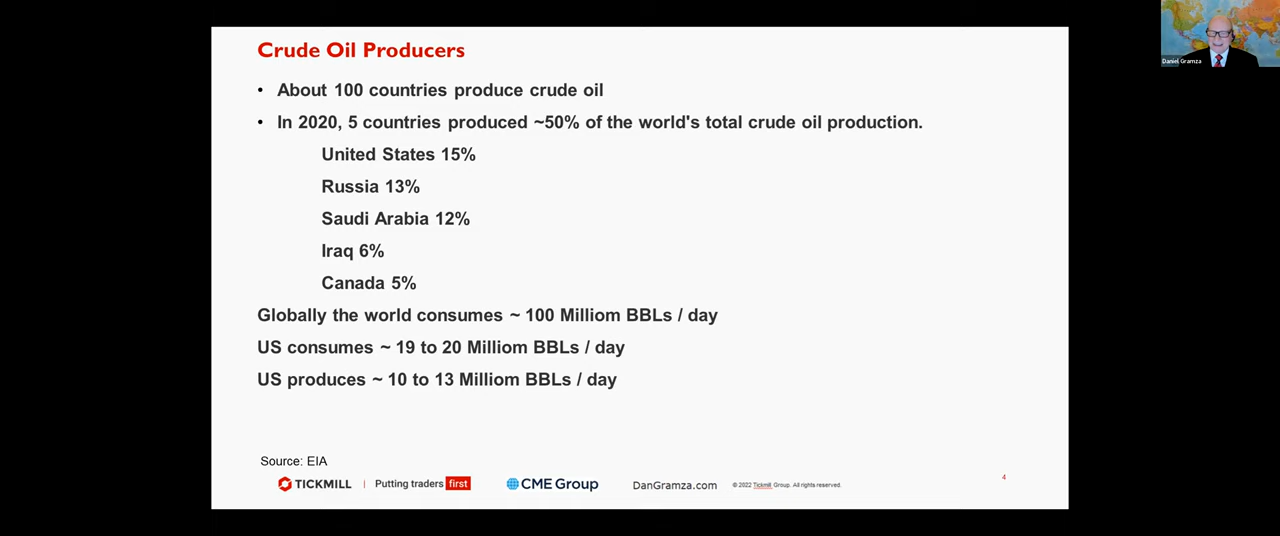 Crude Oil Producers
• About 100 countries produce crude oil
• In 2020, 5 countries produced ~50% of the world's total crude oil production.
United States 15%
Russia 13%
Saudi Arabia 12%
Iraq 6%
Canada 5%
Globally the world consumes ~ 100 Milliom BBLs / day
US consumes ~ 19 to 20 Milliom BBLs / day
US produces ~ 10 to 13 Milliom BBLs / day
Source: EIA
TICKMILL | Putting traders first CME Group DanGramza.com © 2022 Tickmill Group. All rights reserved.
4
Daniel Gramza